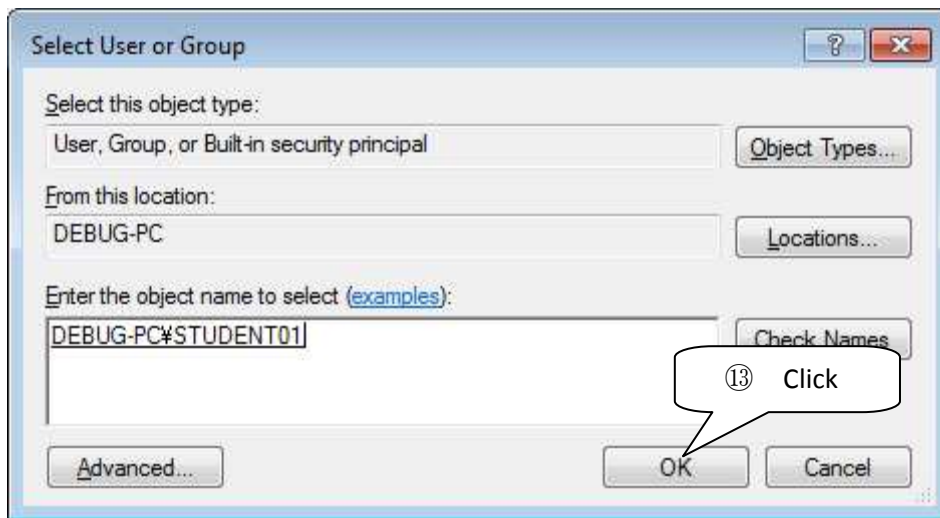 Select User or Group
Select this object type:
User, Group, or Built-in security principal
Object Types...
From this location:
DEBUG-PC
Locations...
Enter the object name to select (examples):
DEBUG-PC¥STUDENT01
Check Names
⑬ Click
Advanced...
OK
Cancel